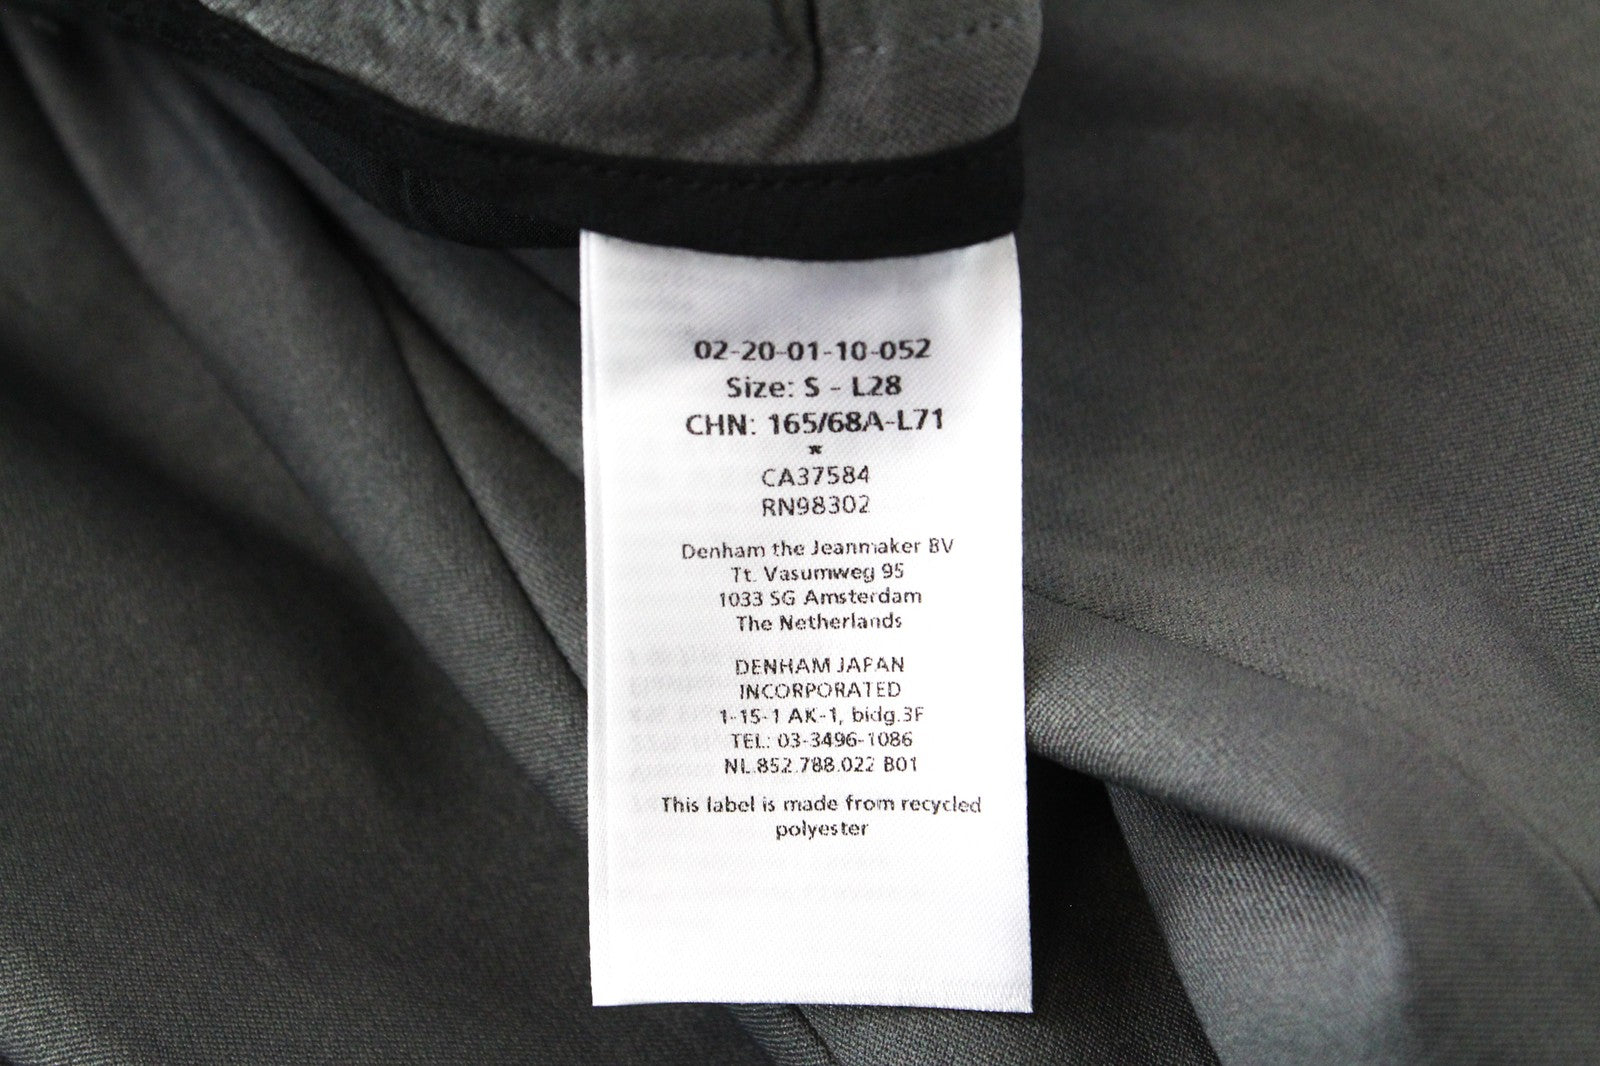 02-20-01-10-052
Size: S - L28
CHN: 165/68A-L71
*
CA37584
RN98302
Denham the Jeanmaker BV
Tt. Vasumweg 95
1033 SG Amsterdam
The Netherlands
DENHAM JAPAN
INCORPORATED
1-15-1 AK-1, bldg.3F
TEL: 03-3496-1086
NL.852.788.022 B01
This label is made from recycled
polyester